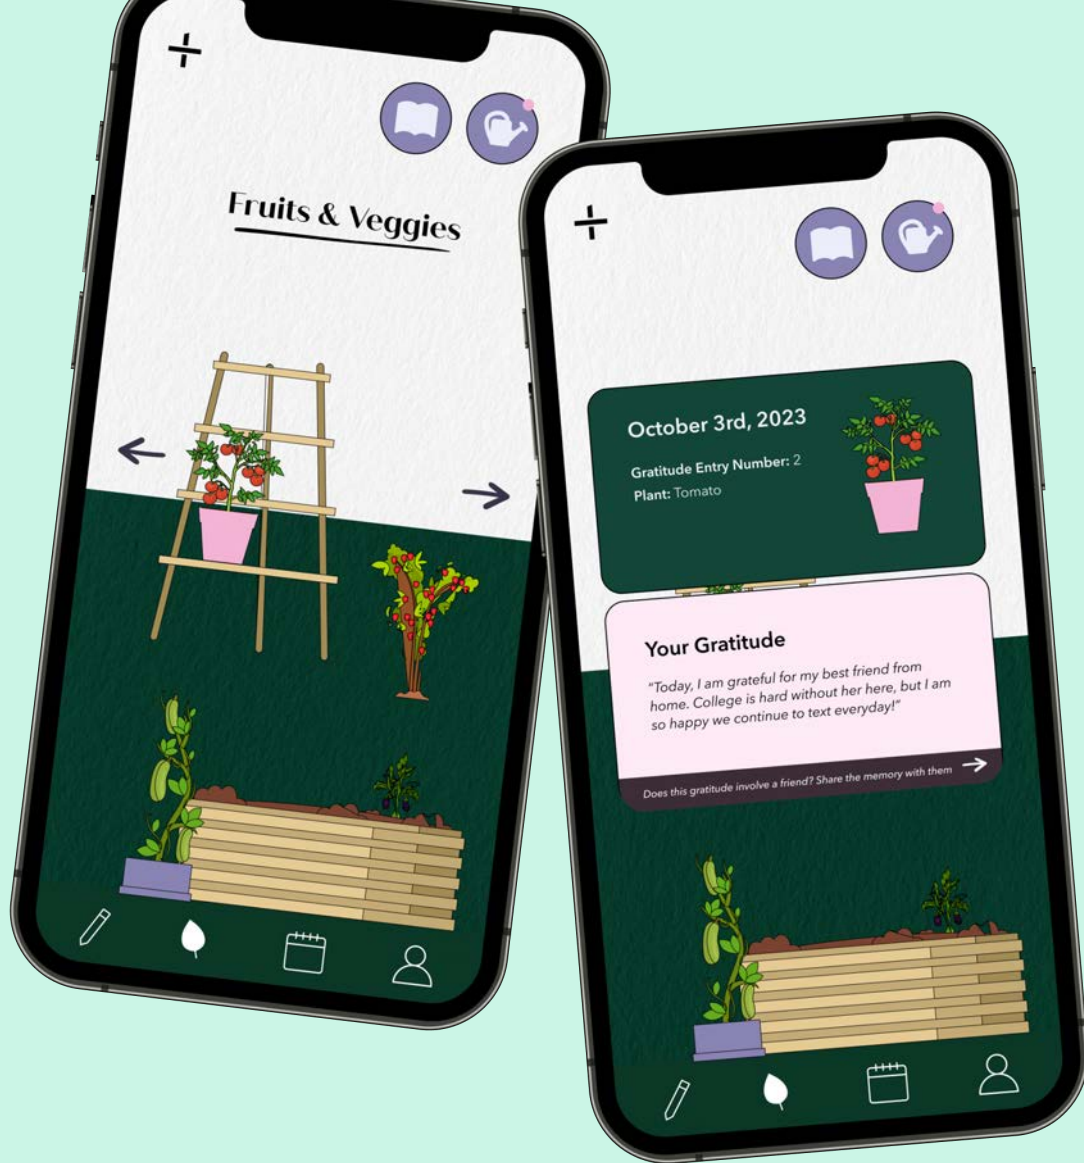 Fruits & Veggies
October 3rd, 2023
Gratitude Entry Number: 2
Plant: Tomato
Your Gratitude
"Today, I am grateful for my best friend from
home. College is hard without her here, but I am
so happy we continue to text everyday!"
Does this gratitude involve a friend? Share the memory with them